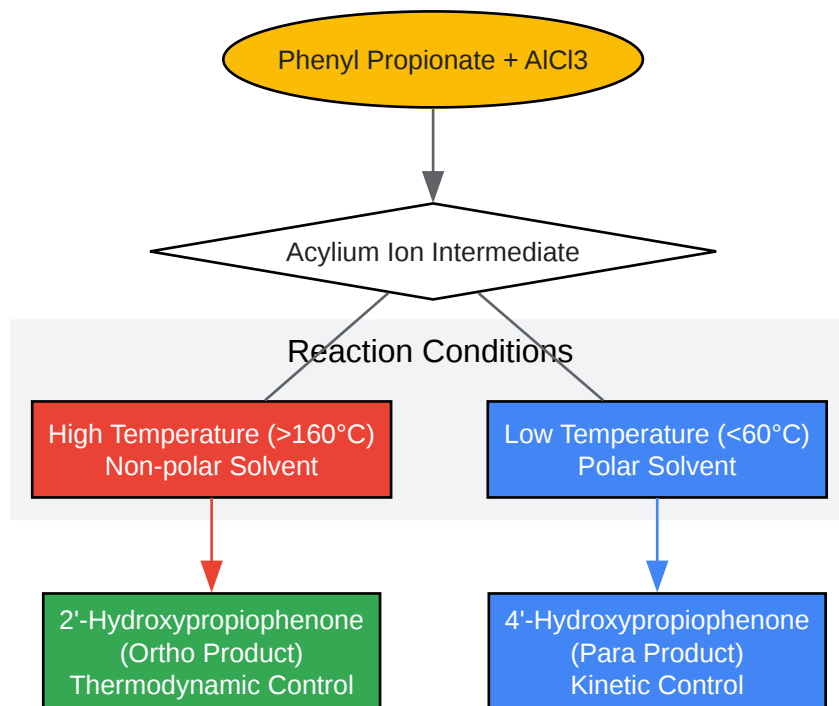 Phenyl Propionate + AlCl3
Acylium Ion Intermediate
Reaction Conditions
High Temperature (>160°C)
Non-polar Solvent
Low Temperature (<60°C)
Polar Solvent
2'-Hydroxypropiophenone
(Ortho Product)
Thermodynamic Control
4'-Hydroxypropiophenone
(Para Product)
Kinetic Control